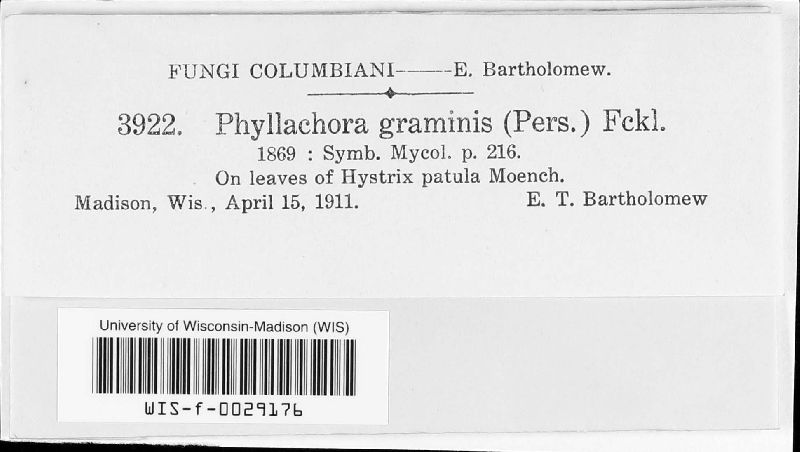 FUNGI COLUMBIANI——E. Bartholomew.
3922. Phyllachora graminis (Pers.) Fckl.
1869 : Symb. Mycol. p. 216.
On leaves of Hystrix patula Moench.
Madison, Wis., April 15, 1911. E. T. Bartholomew
University of Wisconsin-Madison (WIS)
WIS-f-0029176